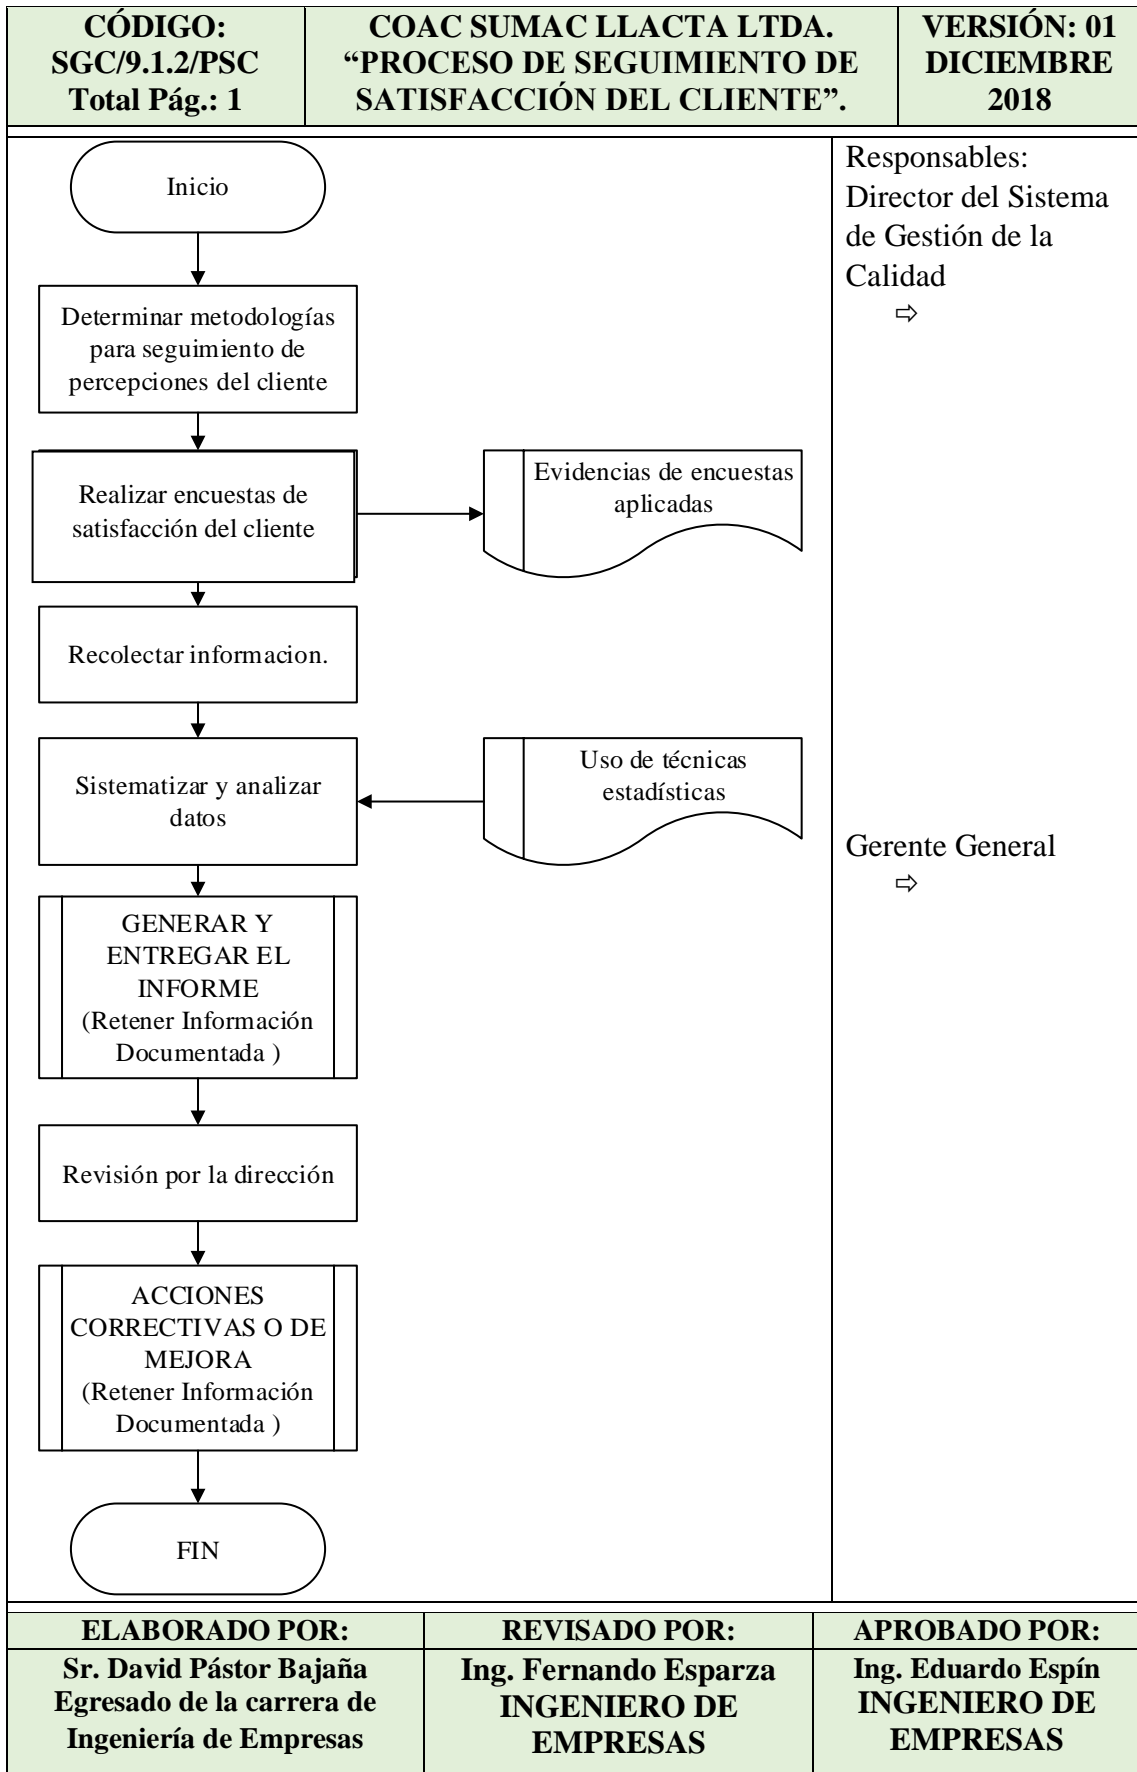 CÓDIGO:
SGC/9.1.2/PSC
Total Pág.: 1
COAC SUMAC LLACTA LTDA.
“PROCESO DE SEGUIMIENTO DE
SATISFACCIÓN DEL CLIENTE”.
VERSIÓN: 01
DICIEMBRE
2018
Inicio
Determinar metodologías
para seguimiento de
percepciones del cliente
Realizar encuestas de
satisfacción del cliente
Evidencias de encuestas
aplicadas
Recolectar informacion.
Sistematizar y analizar
datos
Uso de técnicas
estadísticas
GENERAR Y
ENTREGAR EL
INFORME
(Retener Información
Documentada )
Revisión por la dirección
ACCIONES
CORRECTIVAS O DE
MEJORA
(Retener Información
Documentada )
FIN
Responsables:
Director del Sistema
de Gestión de la
Calidad
⇨
Gerente General
⇨
ELABORADO POR:
Sr. David Pástor Bajaña
Egresado de la carrera de
Ingeniería de Empresas
REVISADO POR:
Ing. Fernando Esparza
INGENIERO DE
EMPRESAS
APROBADO POR:
Ing. Eduardo Espín
INGENIERO DE
EMPRESAS